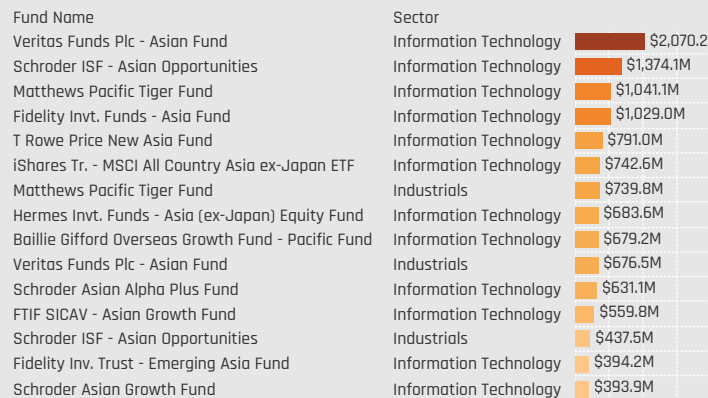 Fund Name Sector
Veritas Funds Plc - Asian Fund Information Technology $2,070.2
Schroder ISF - Asian Opportunities Information Technology $1,374.1M
Matthews Pacific Tiger Fund Information Technology $1,041.1M
Fidelity Invt. Funds - Asia Fund Information Technology $1,029.0M
T Rowe Price New Asia Fund Information Technology $791.0M
iShares Tr. - MSCI All Country Asia ex-Japan ETF Information Technology $742.6M
Matthews Pacific Tiger Fund Industrials $739.8M
Hermes Invt. Funds - Asia (ex-Japan) Equity Fund Information Technology $683.6M
Baillie Gifford Overseas Growth Fund - Pacific Fund Information Technology $679.2M
Veritas Funds Plc - Asian Fund Industrials $676.5M
Schroder Asian Alpha Plus Fund Information Technology $631.1M
FTIF SICAV - Asian Growth Fund Information Technology $559.8M
Schroder ISF - Asian Opportunities Industrials $437.5M
Fidelity Inv. Trust - Emerging Asia Fund Information Technology $394.2M
Schroder Asian Growth Fund Information Technology $393.9M